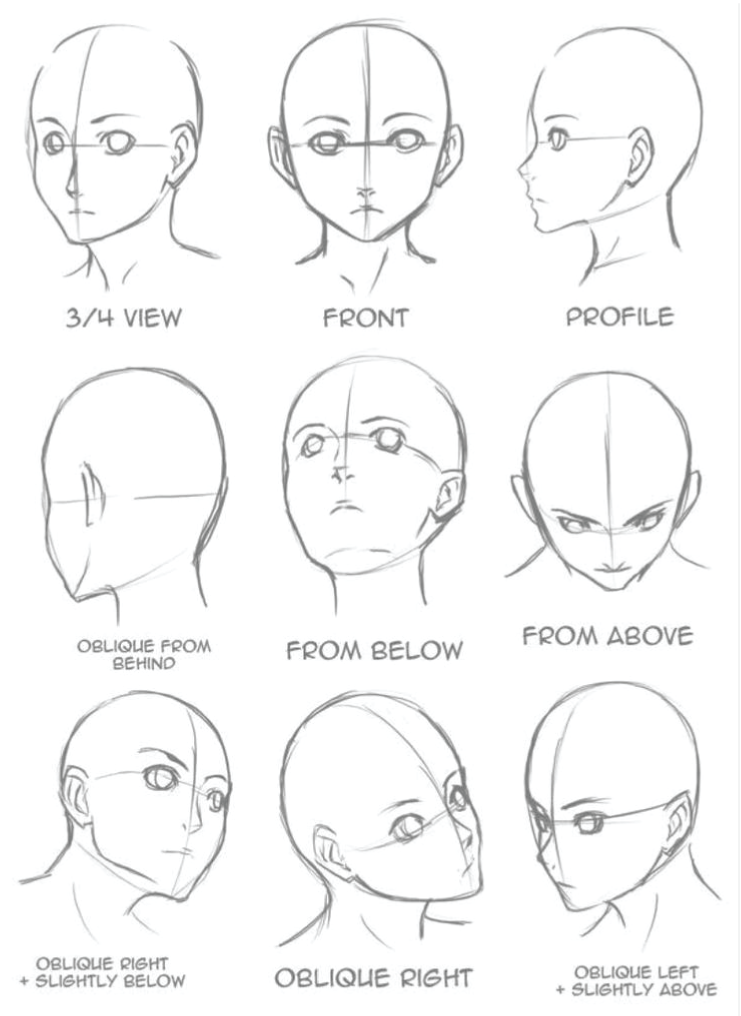 3/4 VIEW
FRONT
PROFILE
OBLIQUE FROM
BEHIND
FROM BELOW
FROM ABOVE
OBLIQUE RIGHT
+ SLIGHTLY BELOW
OBLIQUE RIGHT
OBLIQUE LEFT
+ SLIGHTLY ABOVE